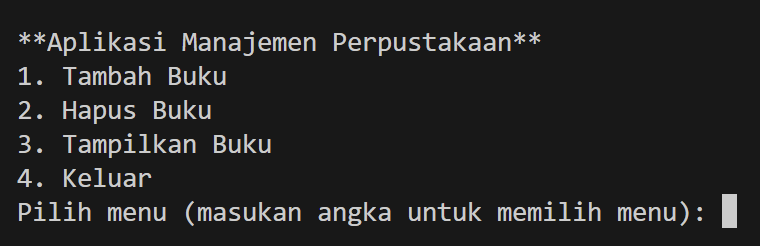 **Aplikasi Manajemen Perpustakaan**
1. Tambah Buku
2. Hapus Buku
3. Tampilkan Buku
4. Keluar
Pilih menu (masukan angka untuk memilih menu):